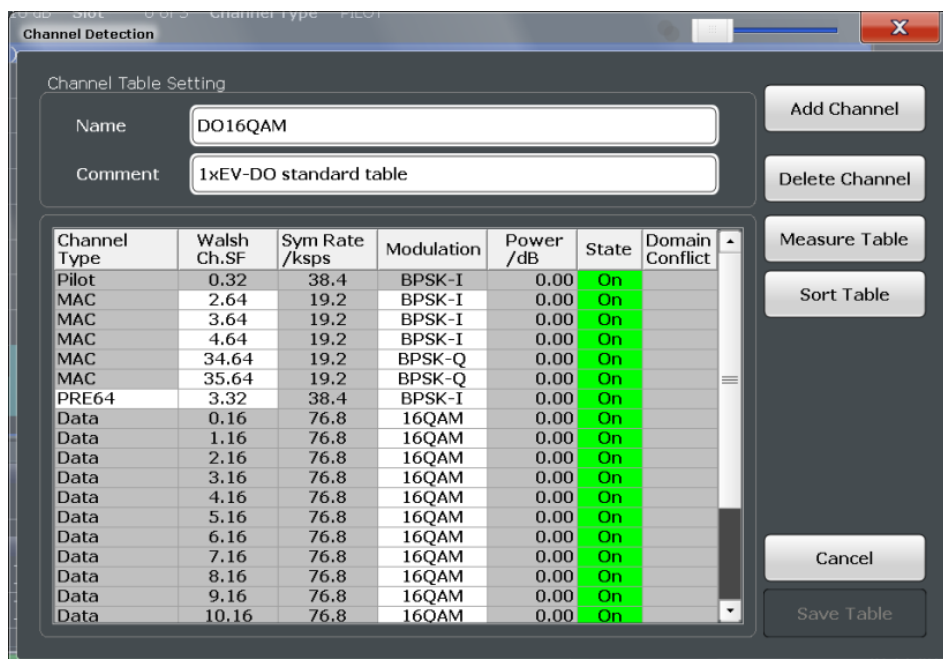 Slot 0 of 3 Channel Type PILOT
Channel Detection
X
Channel Table Setting
Name DO16QAM
Comment 1xEV-DO standard table
Add Channel
Delete Channel
Measure Table
Sort Table
Channel Type Walsh Ch.SF Sym Rate /ksps Modulation Power /dB State Domain Conflict
Pilot 0.32 38.4 BPSK-I 0.00 On
MAC 2.64 19.2 BPSK-I 0.00 On
MAC 3.64 19.2 BPSK-I 0.00 On
MAC 4.64 19.2 BPSK-I 0.00 On
MAC 34.64 19.2 BPSK-Q 0.00 On
MAC 35.64 19.2 BPSK-Q 0.00 On
PRE64 3.32 38.4 BPSK-I 0.00 On
Data 0.16 76.8 16QAM 0.00 On
Data 1.16 76.8 16QAM 0.00 On
Data 2.16 76.8 16QAM 0.00 On
Data 3.16 76.8 16QAM 0.00 On
Data 4.16 76.8 16QAM 0.00 On
Data 5.16 76.8 16QAM 0.00 On
Data 6.16 76.8 16QAM 0.00 On
Data 7.16 76.8 16QAM 0.00 On
Data 8.16 76.8 16QAM 0.00 On
Data 9.16 76.8 16QAM 0.00 On
Data 10.16 76.8 16QAM 0.00 On
Cancel
Save Table